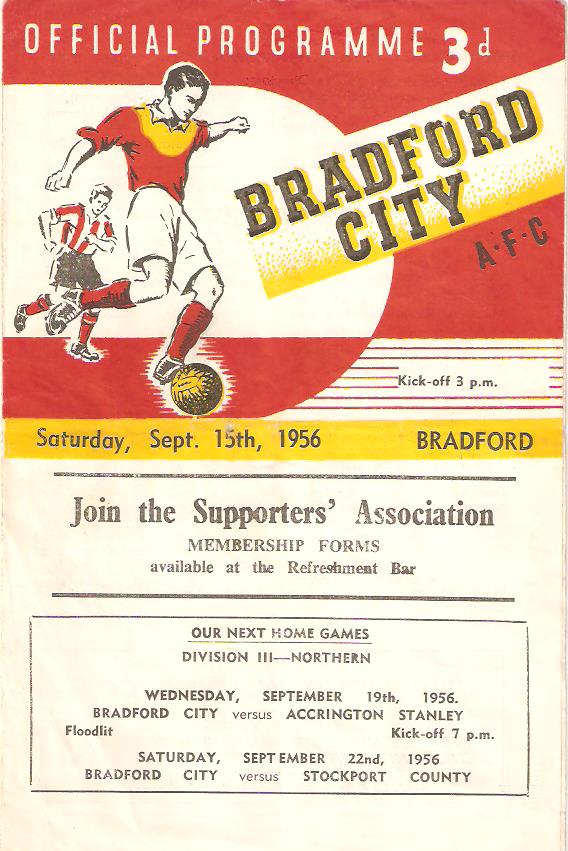 OFFICIAL PROGRAMME 3d
BRADFORD
CITY
A·F·C
Kick-off 3 p.m.
Saturday, Sept. 15th, 1956 BRADFORD
Join the Supporters' Association
MEMBERSHIP FORMS
available at the Refreshment Bar
OUR NEXT HOME GAMES
DIVISION III—NORTHERN
WEDNESDAY, SEPTEMBER 19th, 1956.
BRADFORD CITY versus ACCRINGTON STANLEY
Floodlit Kick-off 7 p.m.
SATURDAY, SEPTEMBER 22nd, 1956
BRADFORD CITY versus STOCKPORT COUNTY